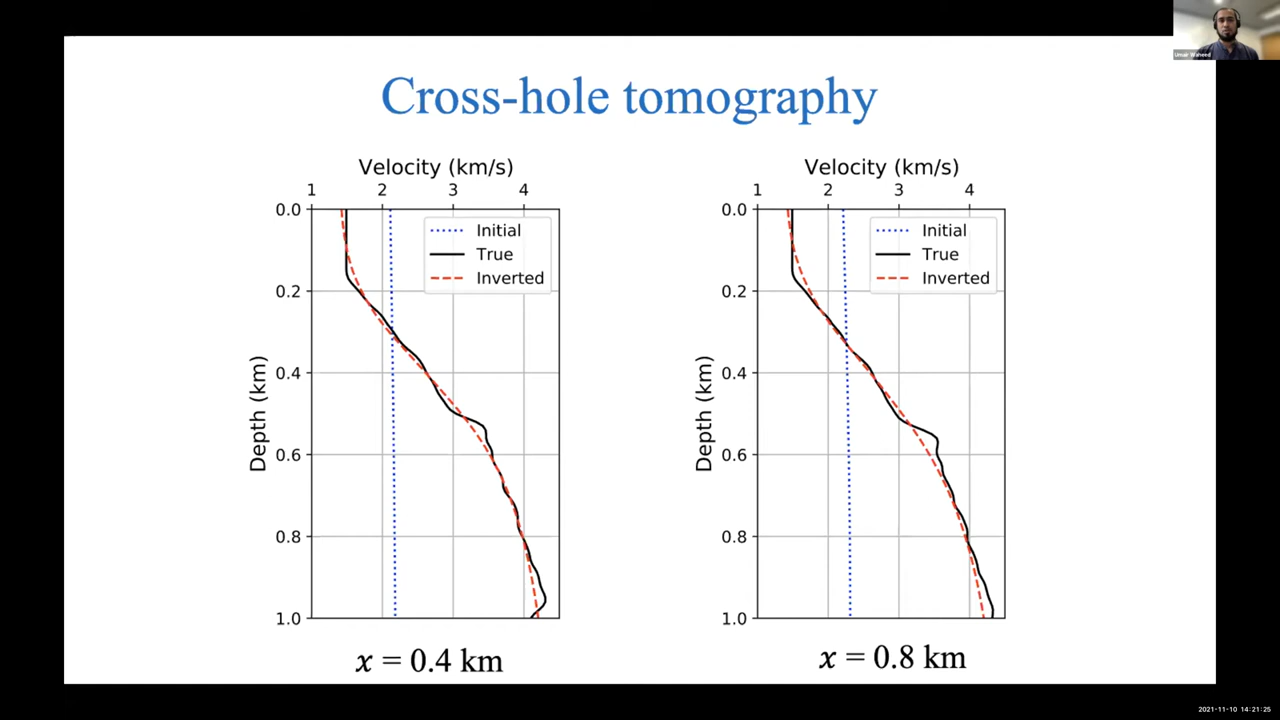 Umair Waheed
Cross-hole tomography
Velocity (km/s)
1 2 3 4
0.0
0.2
0.4
0.6
0.8
1.0
Depth (km)
Initial
True
Inverted
x = 0.4 km
Velocity (km/s)
1 2 3 4
0.0
0.2
0.4
0.6
0.8
1.0
Depth (km)
Initial
True
Inverted
x = 0.8 km
2021-11-10 14:21:25